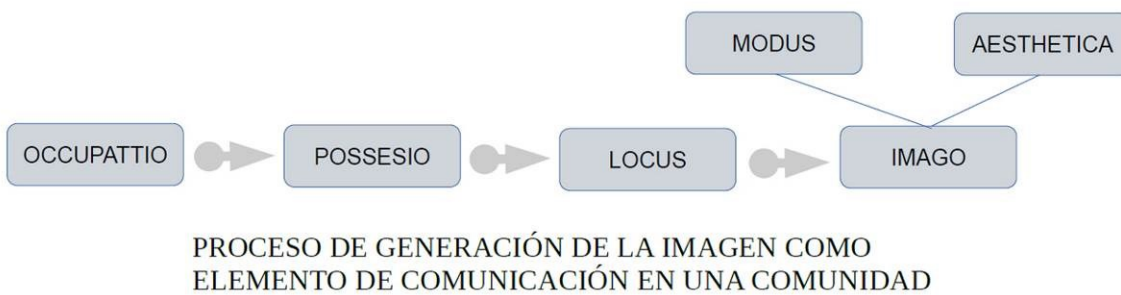 MODUS
AESTHETICA
OCCUPATTIO
POSSESIO
LOCUS
IMAGO
PROCESO DE GENERACIÓN DE LA IMAGEN COMO
ELEMENTO DE COMUNICACIÓN EN UNA COMUNIDAD